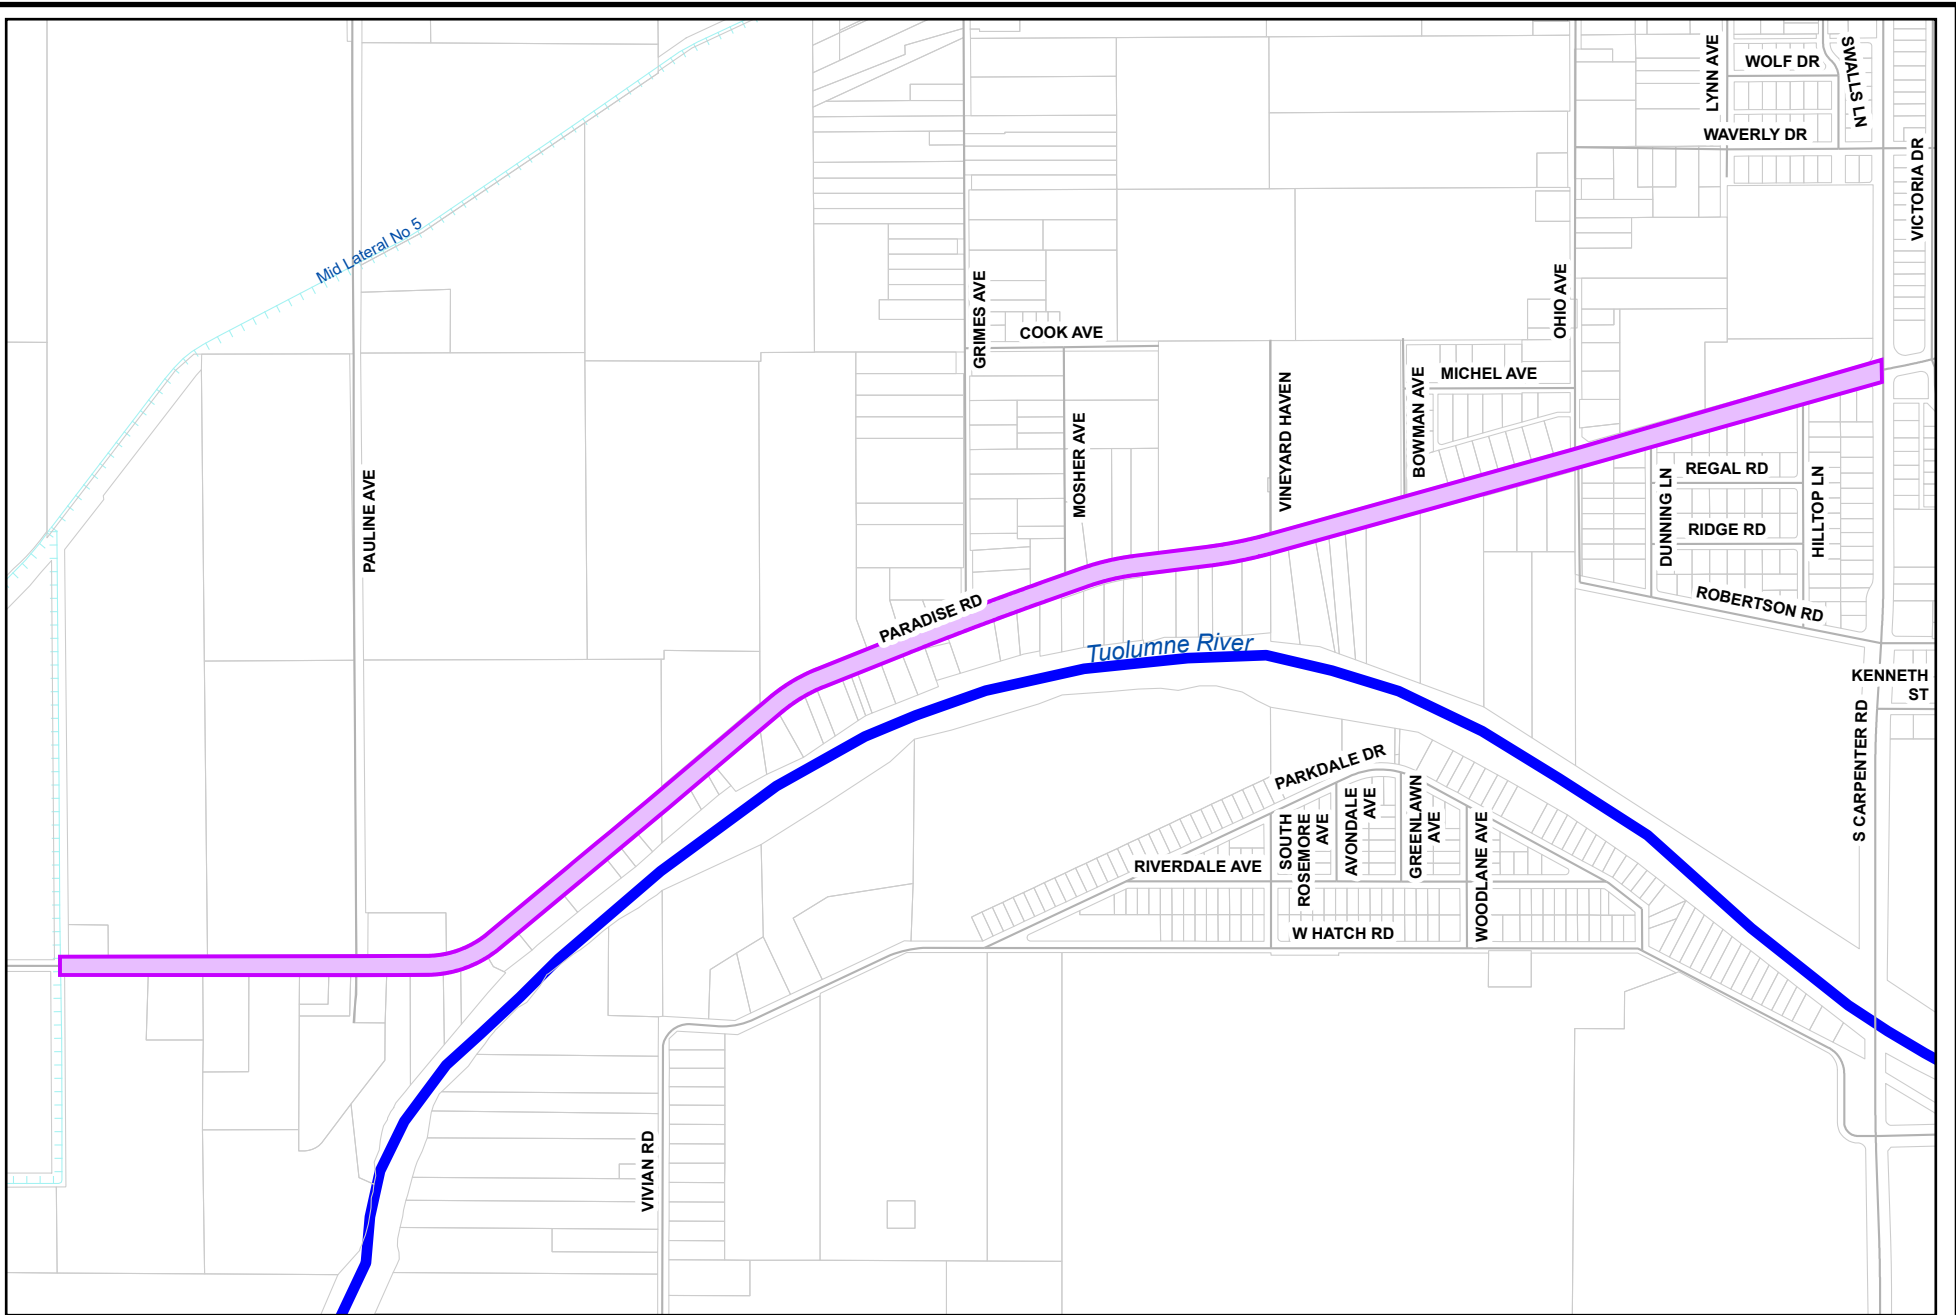 LYNN AVE
WOLF DR
SWALLS LN
WAVERLY DR
VICTORIA DR
Mid Lateral No 5
GRIMES AVE
COOK AVE
OHIO AVE
MICHEL AVE
BOWMAN AVE
VINEYARD HAVEN
MOSHER AVE
PAULINE AVE
REGAL RD
RIDGE RD
DUNNING LN
HILLTOP LN
ROBERTSON RD
PARADISE RD
Tuolumne River
KENNETH
ST
S CARPENTER RD
PARKDALE DR
RIVERDALE AVE
SOUTH
ROSEMORE
AVE
AVONDALE
AVE
GREENLAWN
AVE
WOODLANE AVE
W HATCH RD
VIVIAN RD